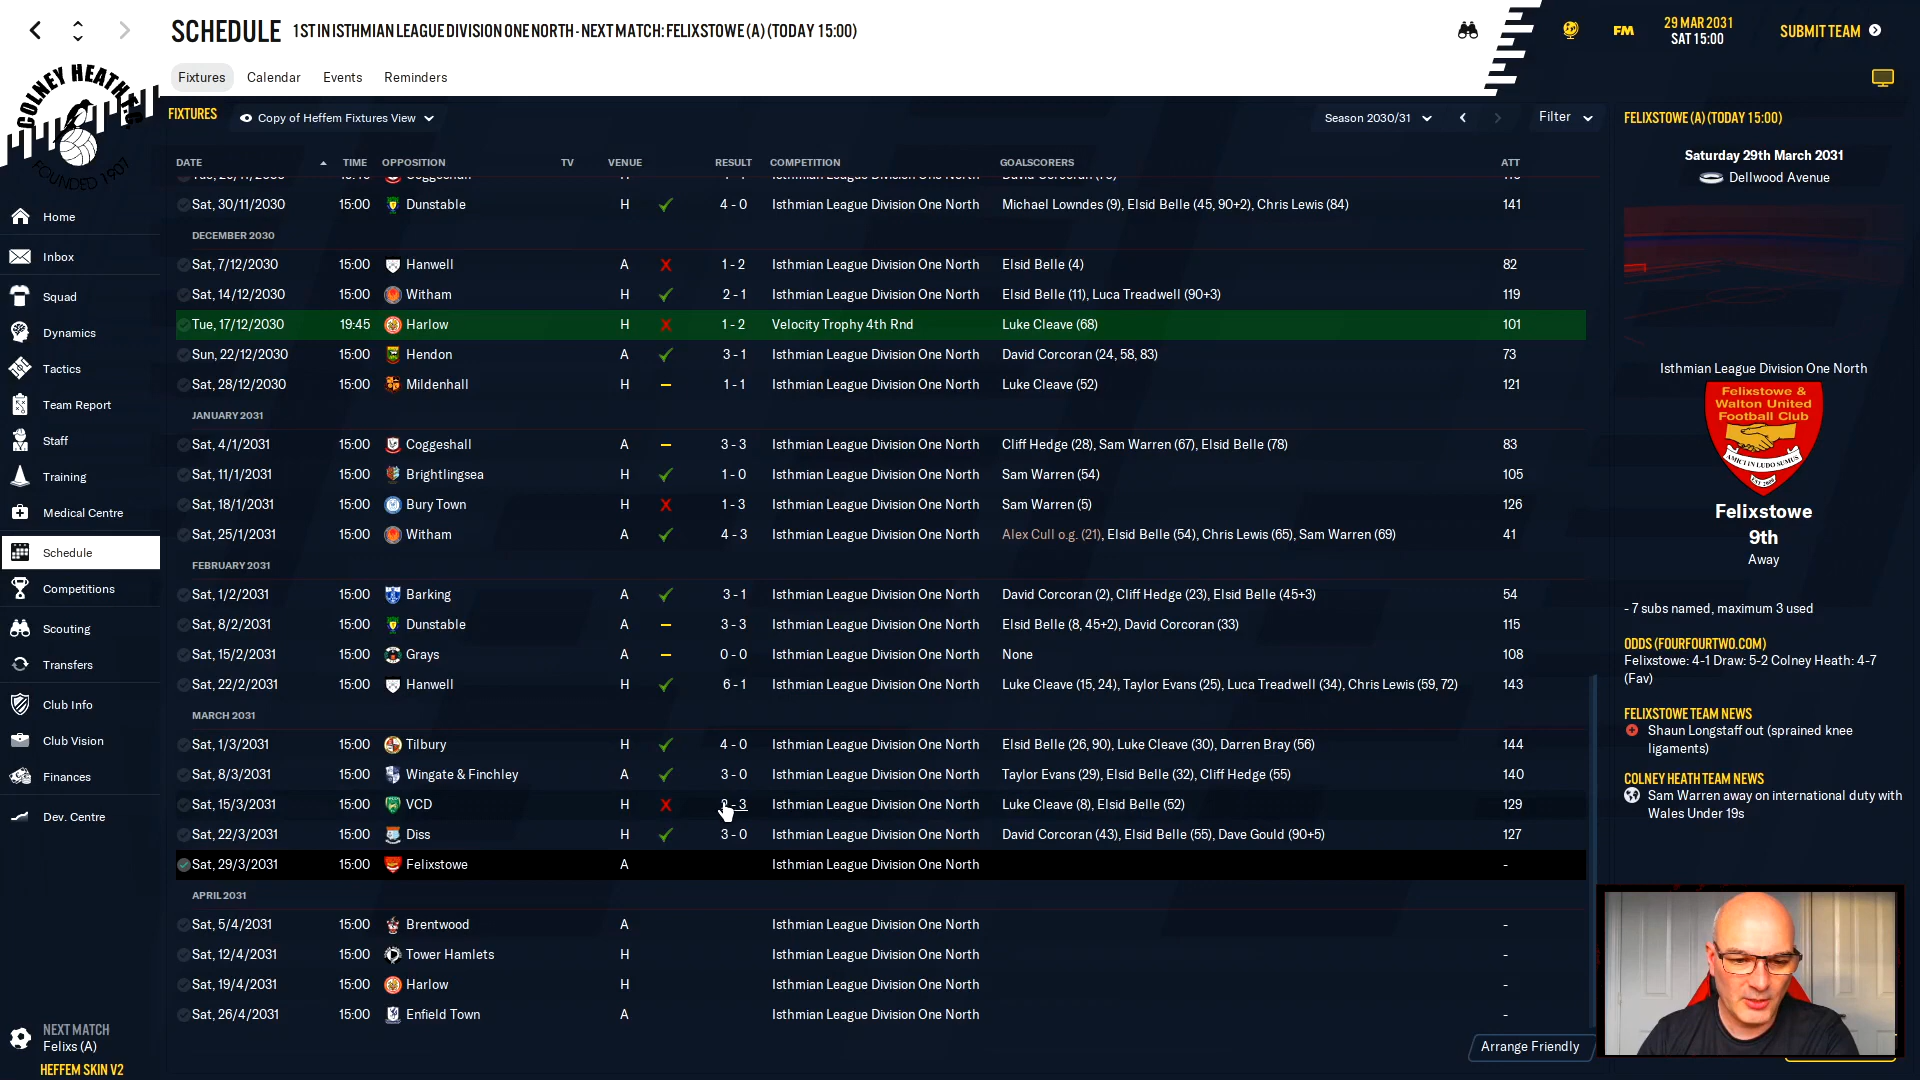 SCHEDULE 1ST IN ISTHMIAN LEAGUE DIVISION ONE NORTH - NEXT MATCH: FELIXSTOWE (A) (TODAY 15:00)
FM
29 MAR 2031
SAT 15:00
SUBMIT TEAM
Fixtures Calendar Events Reminders
COLNEY HEATH F.C.
FOUNDED 1907
Home
Inbox
Squad
Dynamics
Tactics
Team Report
Staff
Training
Medical Centre
Schedule
Competitions
Scouting
Transfers
Club Info
Club Vision
Finances
Dev. Centre
NEXT MATCH
Felixs (A)
HEFFEM SKIN V2
FIXTURES Copy of Heffem Fixtures View Season 2030/31 Filter
DATE TIME OPPOSITION TV VENUE RESULT COMPETITION GOALSCORERS ATT
Sat, 30/11/2030 15:00 Dunstable H 4 - 0 Isthmian League Division One North Michael Lowndes (9), Elsid Belle (45, 90+2), Chris Lewis (84) 141
DECEMBER 2030
Sat, 7/12/2030 15:00 Hanwell A 1 - 2 Isthmian League Division One North Elsid Belle (4) 82
Sat, 14/12/2030 15:00 Witham H 2 - 1 Isthmian League Division One North Elsid Belle (11), Luca Treadwell (90+3) 119
Tue, 17/12/2030 19:45 Harlow H 1 - 2 Velocity Trophy 4th Rnd Luke Cleave (68) 101
Sun, 22/12/2030 15:00 Hendon A 3 - 1 Isthmian League Division One North David Corcoran (24, 58, 83) 73
Sat, 28/12/2030 15:00 Mildenhall H 1 - 1 Isthmian League Division One North Luke Cleave (52) 121
JANUARY 2031
Sat, 4/1/2031 15:00 Coggeshall A 3 - 3 Isthmian League Division One North Cliff Hedge (28), Sam Warren (67), Elsid Belle (78) 83
Sat, 11/1/2031 15:00 Brightlingsea H 1 - 0 Isthmian League Division One North Sam Warren (54) 105
Sat, 18/1/2031 15:00 Bury Town H 1 - 3 Isthmian League Division One North Sam Warren (5) 126
Sat, 25/1/2031 15:00 Witham A 4 - 3 Isthmian League Division One North Alex Cull o.g. (21), Elsid Belle (54), Chris Lewis (65), Sam Warren (69) 41
FEBRUARY 2031
Sat, 1/2/2031 15:00 Barking A 3 - 1 Isthmian League Division One North David Corcoran (2), Cliff Hedge (23), Elsid Belle (45+3) 54
Sat, 8/2/2031 15:00 Dunstable A 3 - 3 Isthmian League Division One North Elsid Belle (8, 45+2), David Corcoran (33) 115
Sat, 15/2/2031 15:00 Grays A 0 - 0 Isthmian League Division One North None 108
Sat, 22/2/2031 15:00 Hanwell H 6 - 1 Isthmian League Division One North Luke Cleave (15, 24), Taylor Evans (25), Luca Treadwell (34), Chris Lewis (59, 72) 143
MARCH 2031
Sat, 1/3/2031 15:00 Tilbury H 4 - 0 Isthmian League Division One North Elsid Belle (26, 90), Luke Cleave (30), Darren Bray (56) 144
Sat, 8/3/2031 15:00 Wingate & Finchley A 3 - 0 Isthmian League Division One North Taylor Evans (29), Elsid Belle (32), Cliff Hedge (55) 140
Sat, 15/3/2031 15:00 VCD H - 3 Isthmian League Division One North Luke Cleave (8), Elsid Belle (52) 129
Sat, 22/3/2031 15:00 Diss H 3 - 0 Isthmian League Division One North David Corcoran (43), Elsid Belle (55), Dave Gould (90+5) 127
Sat, 29/3/2031 15:00 Felixstowe A Isthmian League Division One North -
APRIL 2031
Sat, 5/4/2031 15:00 Brentwood A Isthmian League Division One North -
Sat, 12/4/2031 15:00 Tower Hamlets H Isthmian League Division One North -
Sat, 19/4/2031 15:00 Harlow H Isthmian League Division One North -
Sat, 26/4/2031 15:00 Enfield Town A Isthmian League Division One North -
Arrange Friendly
FELIXSTOWE (A) (TODAY 15:00)
Saturday 29th March 2031
Dellwood Avenue
Isthmian League Division One North
Felixstowe &
Walton United
Football Club
AMICI IN LUDO SUMUS
Felixstowe
9th
Away
- 7 subs named, maximum 3 used
ODDS (FOURFOURTWO.COM)
Felixstowe: 4-1 Draw: 5-2 Colney Heath: 4-7
(Fav)
FELIXSTOWE TEAM NEWS
Shaun Longstaff out (sprained knee
ligaments)
COLNEY HEATH TEAM NEWS
Sam Warren away on international duty with
Wales Under 19s